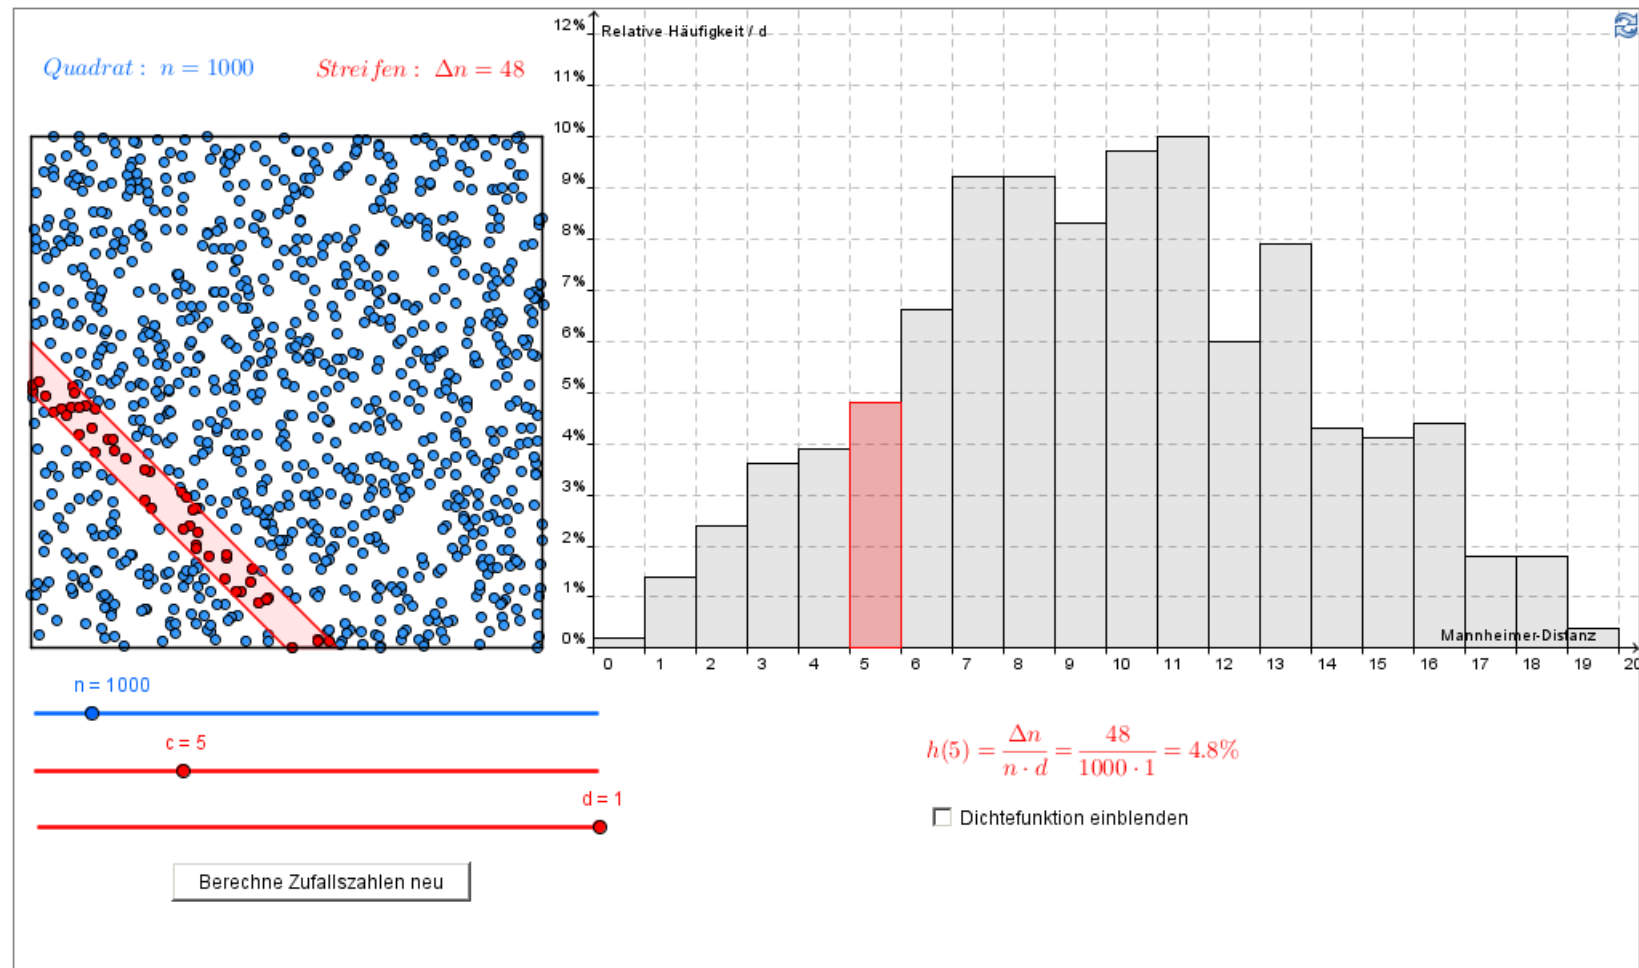 Quadrat : n = 1000
Streifen : Δn = 48
Relative Häufigkeit / d
12%
11%
10%
9%
8%
7%
6%
5%
4%
3%
2%
1%
0%
Mannheimer-Distanz
0 1 2 3 4 5 6 7 8 9 10 11 12 13 14 15 16 17 18 19 20
n = 1000
c = 5
d = 1
h(5) = Δn / n · d = 48 / 1000 · 1 = 4.8%
Dichtefunktion einblenden
Berechne Zufallszahlen neu